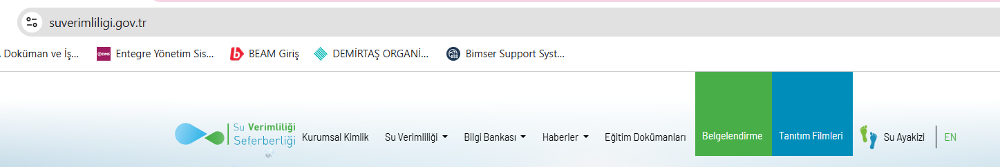 suverimliligi.gov.tr
Doküman ve İş... Entegre Yönetim Sis... BEAM Giriş DEMİRTAŞ ORGANİ... Bimser Support Syst...
Su Verimliliği
Seferberliği
Kurumsal Kimlik Su Verimliliği Bilgi Bankası Haberler Eğitim Dokümanları Belgelendirme Tanıtım Filmleri Su Ayakizi EN